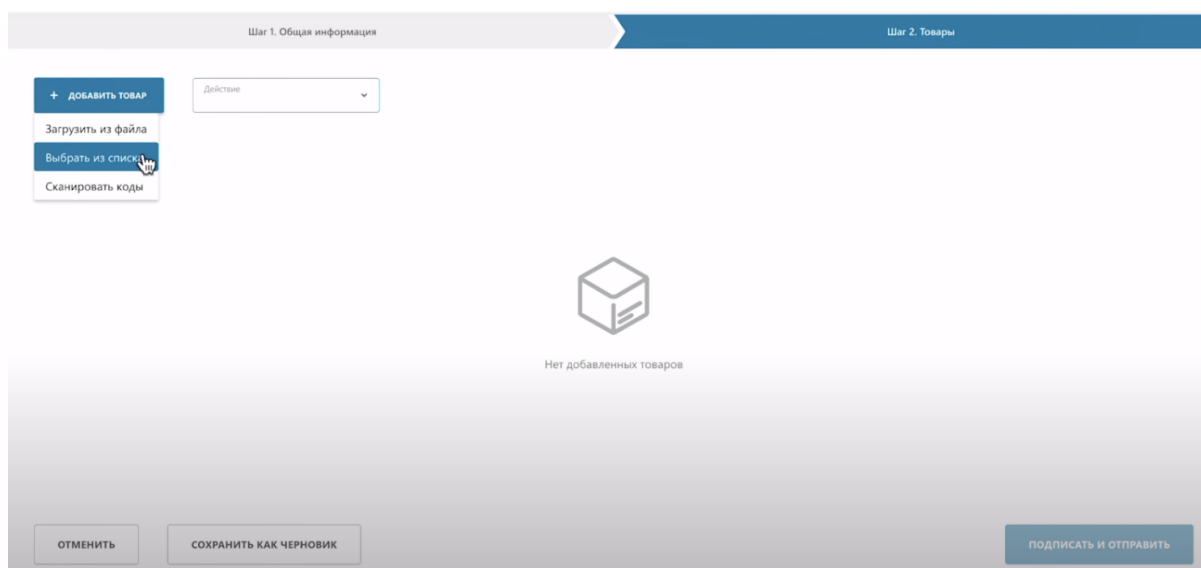 Шаг 1. Общая информация
Шаг 2. Товары
+ ДОБАВИТЬ ТОВАР
Действие
Загрузить из файла
Выбрать из списка
Сканировать коды
Нет добавленных товаров
ОТМЕНИТЬ
СОХРАНИТЬ КАК ЧЕРНОВИК
ПОДПИСАТЬ И ОТПРАВИТЬ